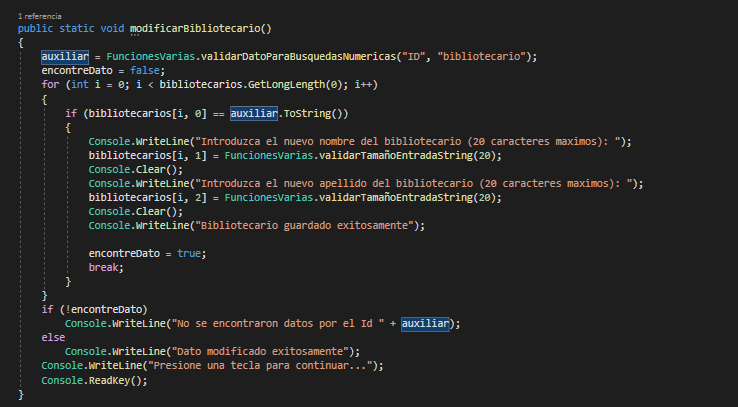 1 referencia
public static void modificarBibliotecario()
{
auxiliar = FuncionesVarias.validarDatoParaBusquedasNumericas("ID", "bibliotecario");
encontreDato = false;
for (int i = 0; i < bibliotecarios.GetLongLength(0); i++)
{
if (bibliotecarios[i, 0] == auxiliar.ToString())
{
Console.WriteLine("Introduzca el nuevo nombre del bibliotecario (20 caracteres maximos): ");
bibliotecarios[i, 1] = FuncionesVarias.validarTamañoEntradaString(20);
Console.Clear();
Console.WriteLine("Introduzca el nuevo apellido del bibliotecario (20 caracteres maximos): ");
bibliotecarios[i, 2] = FuncionesVarias.validarTamañoEntradaString(20);
Console.Clear();
Console.WriteLine("Bibliotecario guardado exitosamente");
encontreDato = true;
break;
}
}
if (!encontreDato)
Console.WriteLine("No se encontraron datos por el Id " + auxiliar);
else
Console.WriteLine("Dato modificado exitosamente");
Console.WriteLine("Presione una tecla para continuar...");
Console.ReadKey();
}